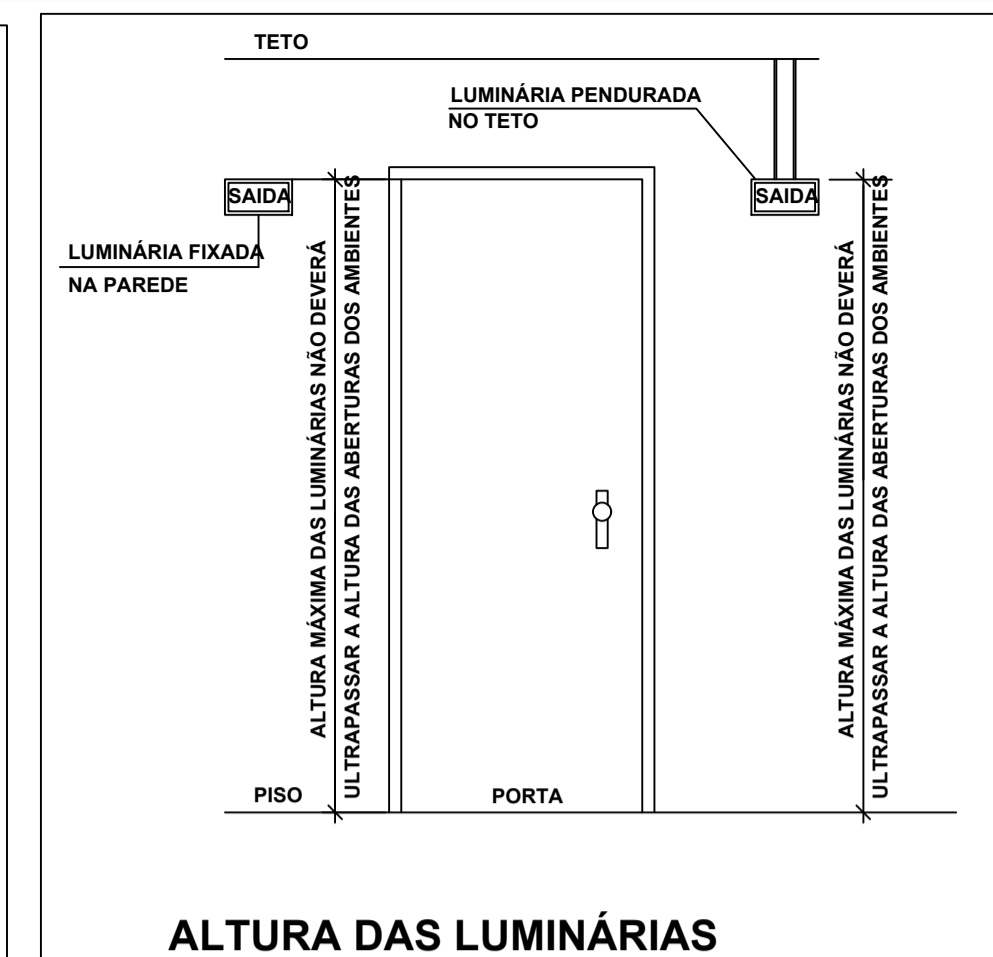 TETO
LUMINÁRIA PENDURADA
NO TETO
SAIDA
SAIDA
LUMINÁRIA FIXADA
NA PAREDE
ALTURA MÁXIMA DAS LUMINÁRIAS NÃO DEVERÁ
ULTRAPASSAR A ALTURA DAS ABERTURAS DOS AMBIENTES
ALTURA MÁXIMA DAS LUMINÁRIAS NÃO DEVERÁ
ULTRAPASSAR A ALTURA DAS ABERTURAS DOS AMBIENTES
PISO
PORTA
ALTURA DAS LUMINÁRIAS